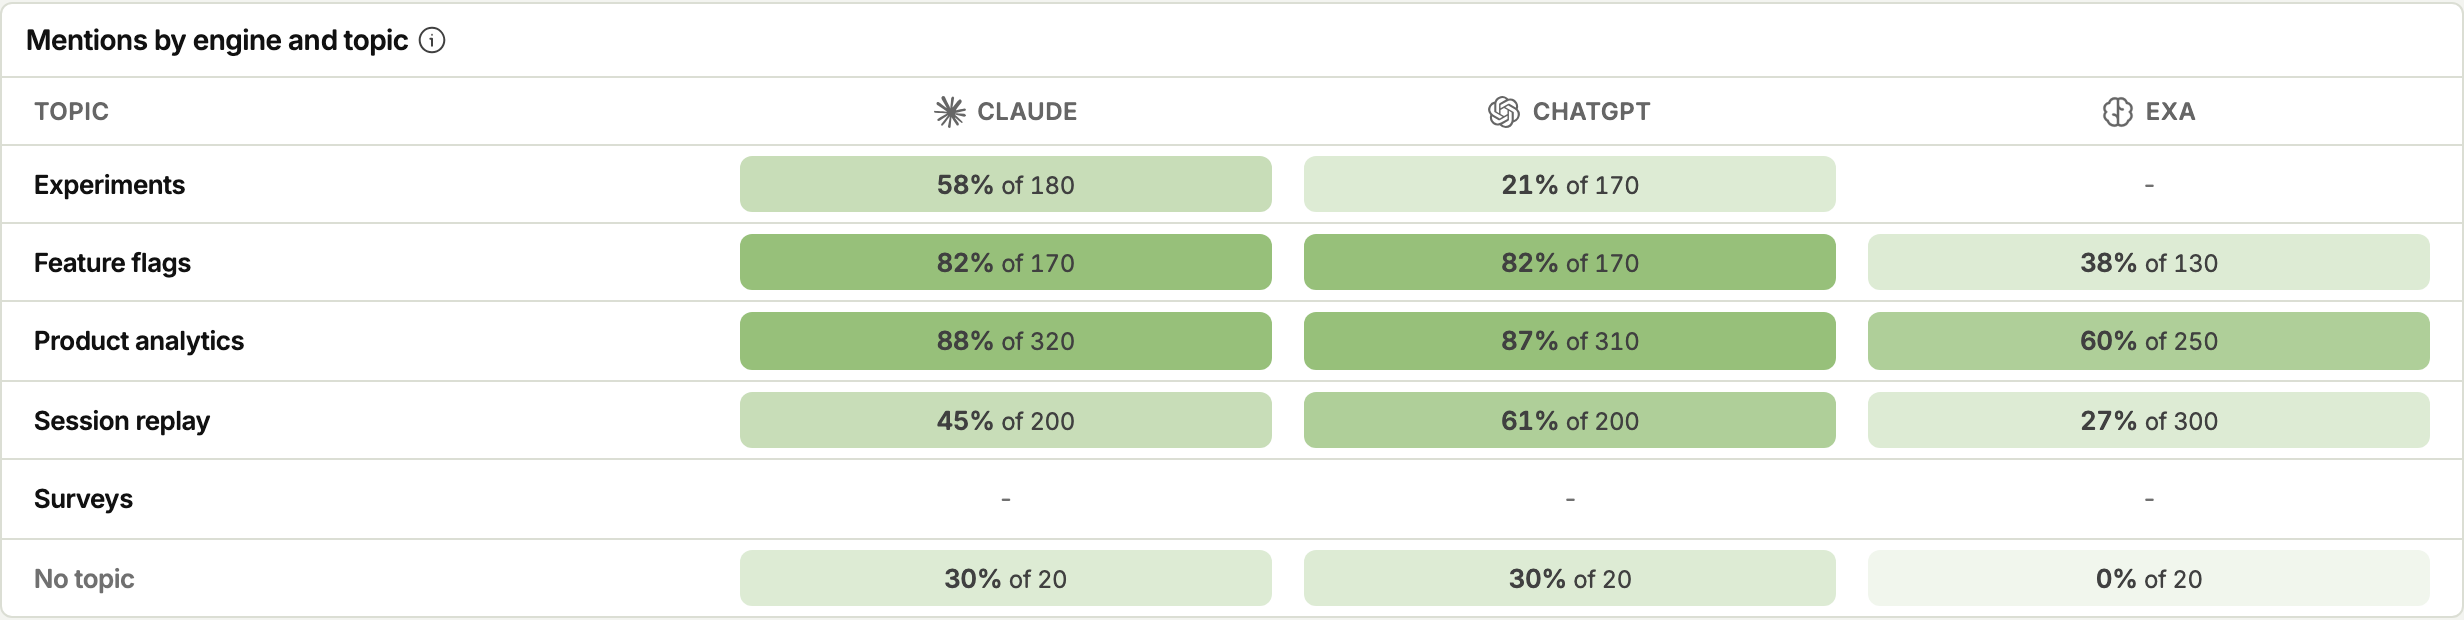 Mentions by engine and topic
TOPIC CLAUDE CHATGPT EXA
Experiments 58% of 180 21% of 170 -
Feature flags 82% of 170 82% of 170 38% of 130
Product analytics 88% of 320 87% of 310 60% of 250
Session replay 45% of 200 61% of 200 27% of 300
Surveys - - -
No topic 30% of 20 30% of 20 0% of 20